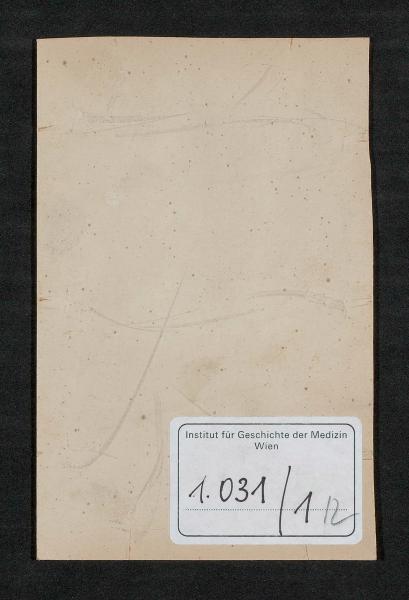 Institut für Geschichte der Medizin
Wien
1.031/1 12